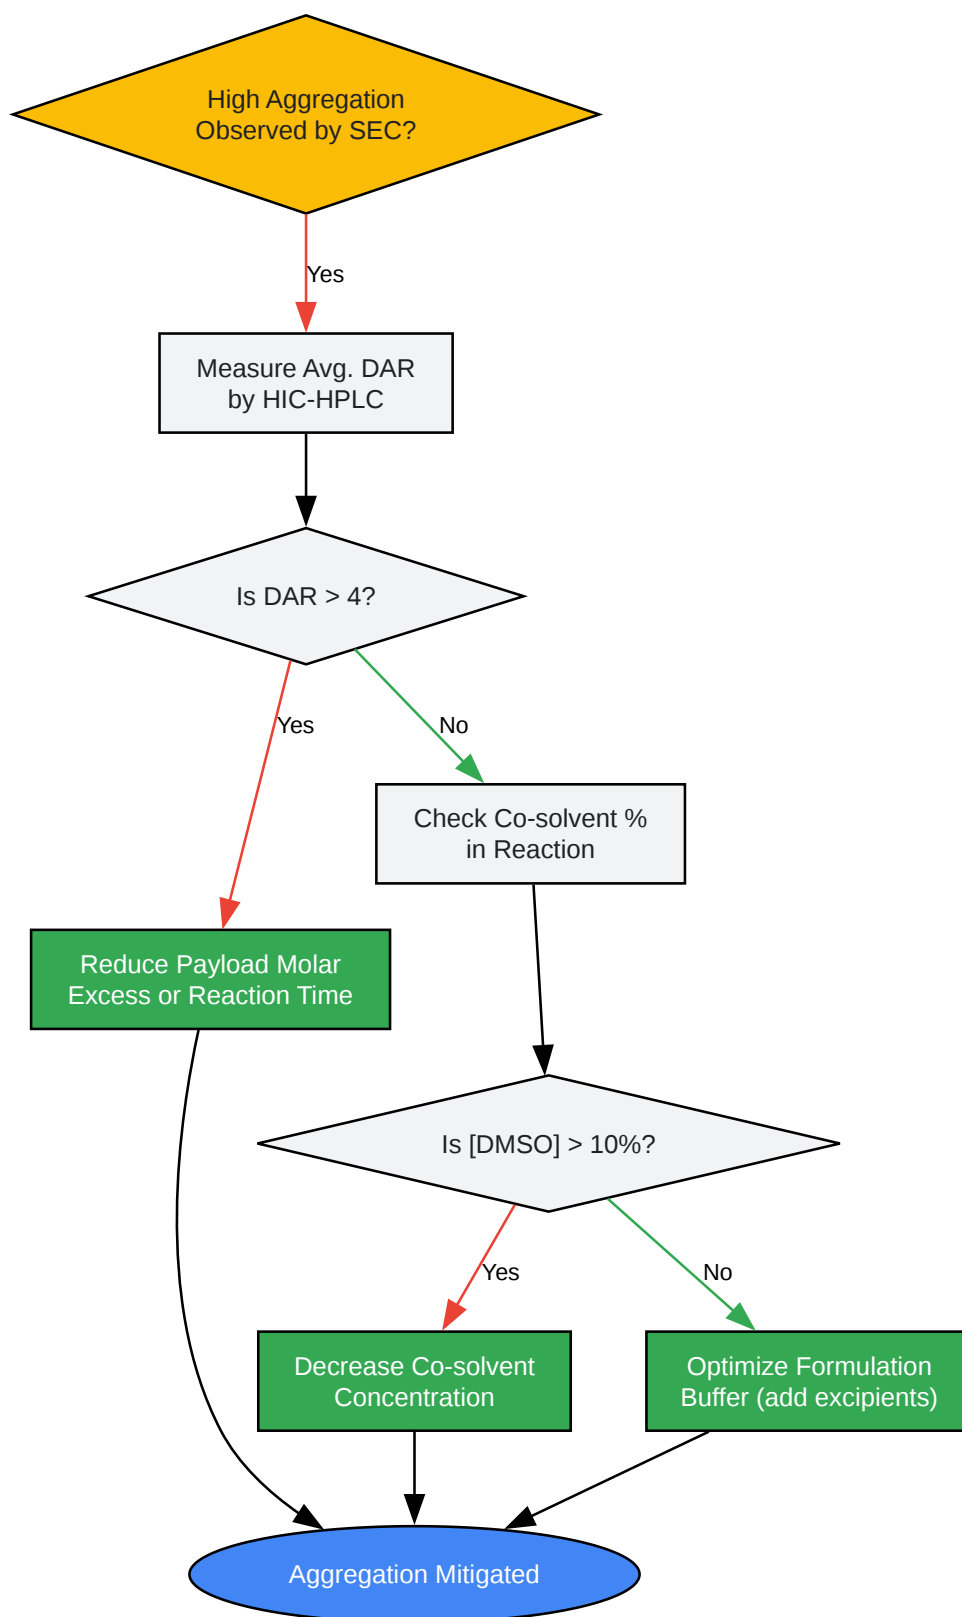 High Aggregation
Observed by SEC?
Yes
Measure Avg. DAR
by HIC-HPLC
Is DAR > 4?
Yes
No
Check Co-solvent %
in Reaction
Reduce Payload Molar
Excess or Reaction Time
Is [DMSO] > 10%?
Yes
No
Decrease Co-solvent
Concentration
Optimize Formulation
Buffer (add excipients)
Aggregation Mitigated